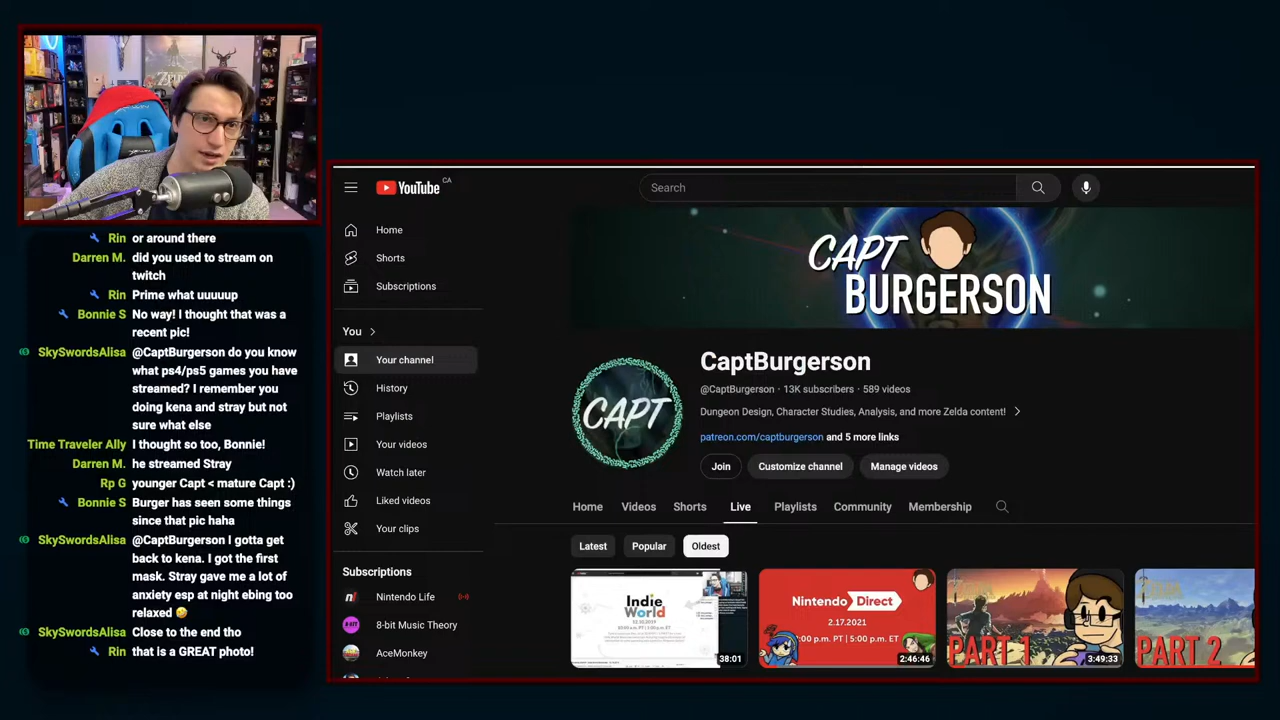 Rin or around there
Darren M. did you used to stream on
twitch
Rin Prime what uuuuup
Bonnie S No way! I thought that was a
recent pic!
SkySwordsAlisa @CaptBurgerson do you know
what ps4/ps5 games you have
streamed? I remember you
doing kena and stray but not
sure what else
Time Traveler Ally I thought so too, Bonnie!
Darren M. he streamed Stray
Rp G younger Capt < mature Capt :)
Bonnie S Burger has seen some things
since that pic haha
SkySwordsAlisa @CaptBurgerson I gotta get
back to kena. I got the first
mask. Stray gave me a lot of
anxiety esp at night ebing too
relaxed 🤣
SkySwordsAlisa Close to the omt nb
Rin that is a GREAT photo!
YouTube CA
Search
Home
Shorts
Subscriptions
You
Your channel
History
Playlists
Your videos
Watch later
Liked videos
Your clips
Subscriptions
Nintendo Life
8-bit Music Theory
AceMonkey
CAPT
BURGERSON
CAPT
CaptBurgerson
@CaptBurgerson · 13K subscribers · 589 videos
Dungeon Design, Character Studies, Analysis, and more Zelda content!
patreon.com/captburgerson and 5 more links
Join Customize channel Manage videos
Home Videos Shorts Live Playlists Community Membership
Latest Popular Oldest
Indie
World
12.10.2019
38:01
Nintendo Direct
2.17.2021
2:46:46
PART 1
3:49:33
PART 2